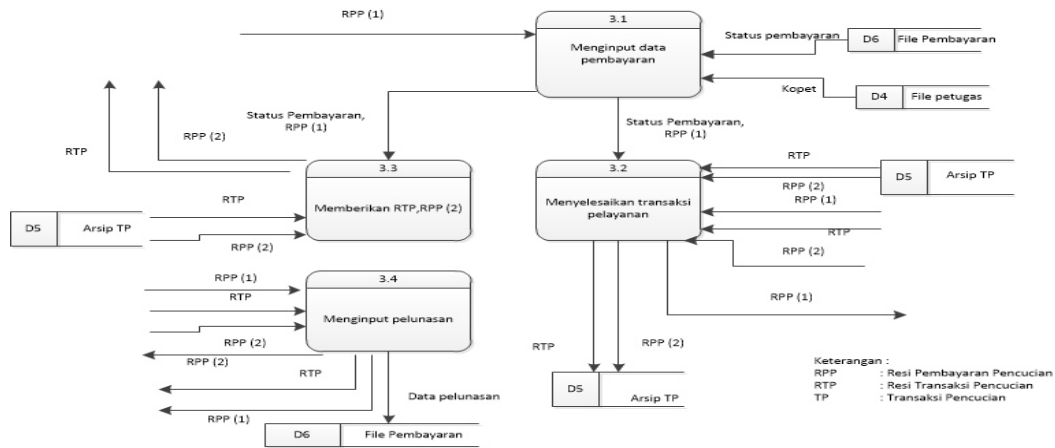 RPP (1)
3.1
Menginput data
pembayaran
Status pembayaran
D6 File Pembayaran
Kopet
D4 File petugas
Status Pembayaran,
RPP (1)
Status Pembayaran,
RPP (1)
RPP (2)
RTP
3.3
Memberikan RTP,RPP (2)
RTP
D5 Arsip TP
RPP (2)
3.2
Menyelesaikan transaksi
pelayanan
RTP
D5 Arsip TP
RPP (2)
RPP (1)
RTP
RPP (2)
RPP (1)
RPP (1)
RTP
3.4
Menginput pelunasan
RPP (2)
RTP
RPP (1)
Data pelunasan
D6 File Pembayaran
RTP
RPP (2)
D5
Arsip TP
Keterangan :
RPP : Resi Pembayaran Pencucian
RTP : Resi Transaksi Pencucian
TP : Transaksi Pencucian